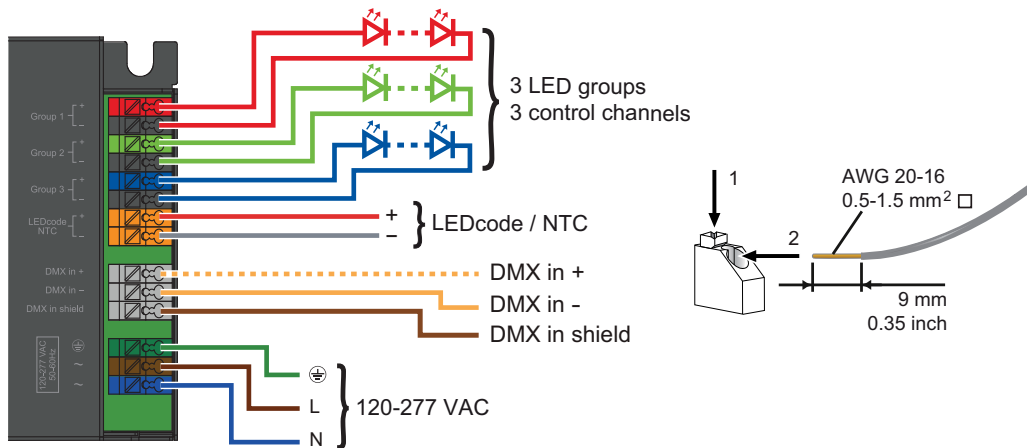 Group 1
+
−
Group 2
+
−
Group 3
+
−
LEDcode
NTC
+
−
DMX in +
DMX in −
DMX in shield
120-277 VAC
50-60Hz
~
~
3 LED groups
3 control channels
+
−
LEDcode / NTC
DMX in +
DMX in -
DMX in shield
L
N
120-277 VAC
1
2
AWG 20-16
0.5-1.5 mm² □
9 mm
0.35 inch